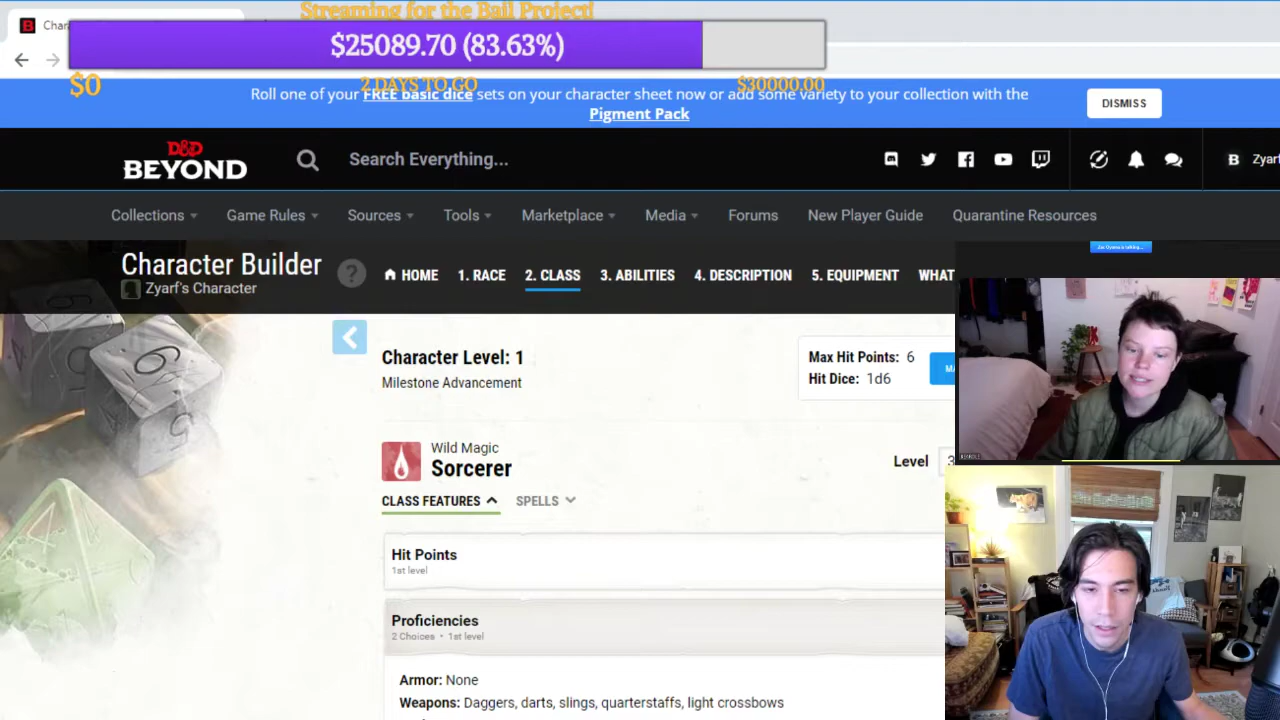 Streaming for the Bail Project!
Char
$25089.70 (83.63%)
$0
2 DAYS TO GO
$30000.00
Roll one of your FREE basic dice sets on your character sheet now or add some variety to your collection with the
Pigment Pack
DISMISS
D&D
BEYOND
Search Everything...
Zyarf
Collections
Game Rules
Sources
Tools
Marketplace
Media
Forums
New Player Guide
Quarantine Resources
Character Builder
?
Zyarf's Character
HOME
1. RACE
2. CLASS
3. ABILITIES
4. DESCRIPTION
5. EQUIPMENT
WHAT
Character Level: 1
Milestone Advancement
Max Hit Points: 6
Hit Dice: 1d6
Wild Magic
Sorcerer
Level
CLASS FEATURES
SPELLS
Hit Points
1st level
Proficiencies
2 Choices • 1st level
Armor: None
Weapons: Daggers, darts, slings, quarterstaffs, light crossbows